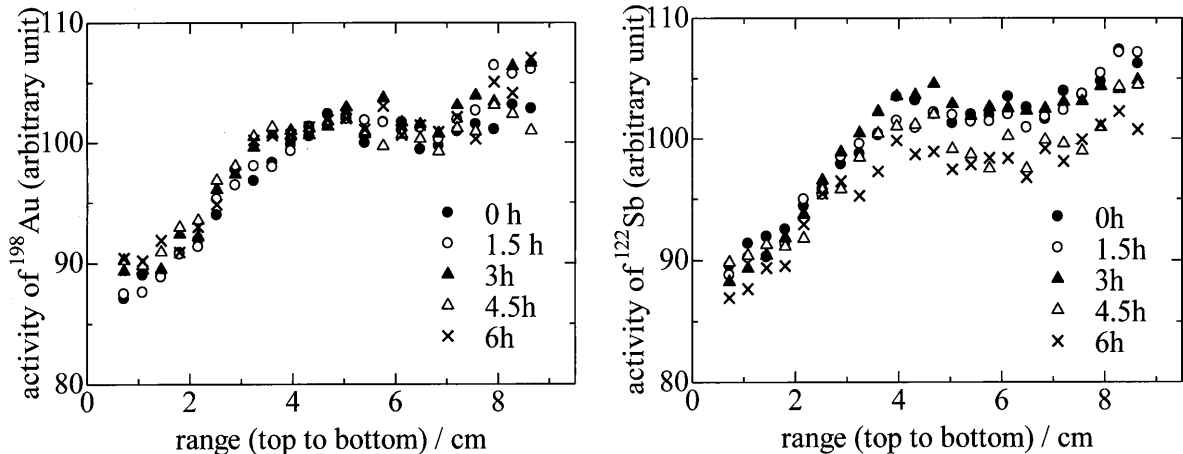 110
100
90
80
activity of ¹⁹⁸Au (arbitrary unit)
0 2 4 6 8
range (top to bottom) / cm
0 h
1.5 h
3h
4.5h
6h
110
100
90
80
activity of ¹²²Sb (arbitrary unit)
0 2 4 6 8
range (top to bottom) / cm
0h
1.5h
3h
4.5h
6h